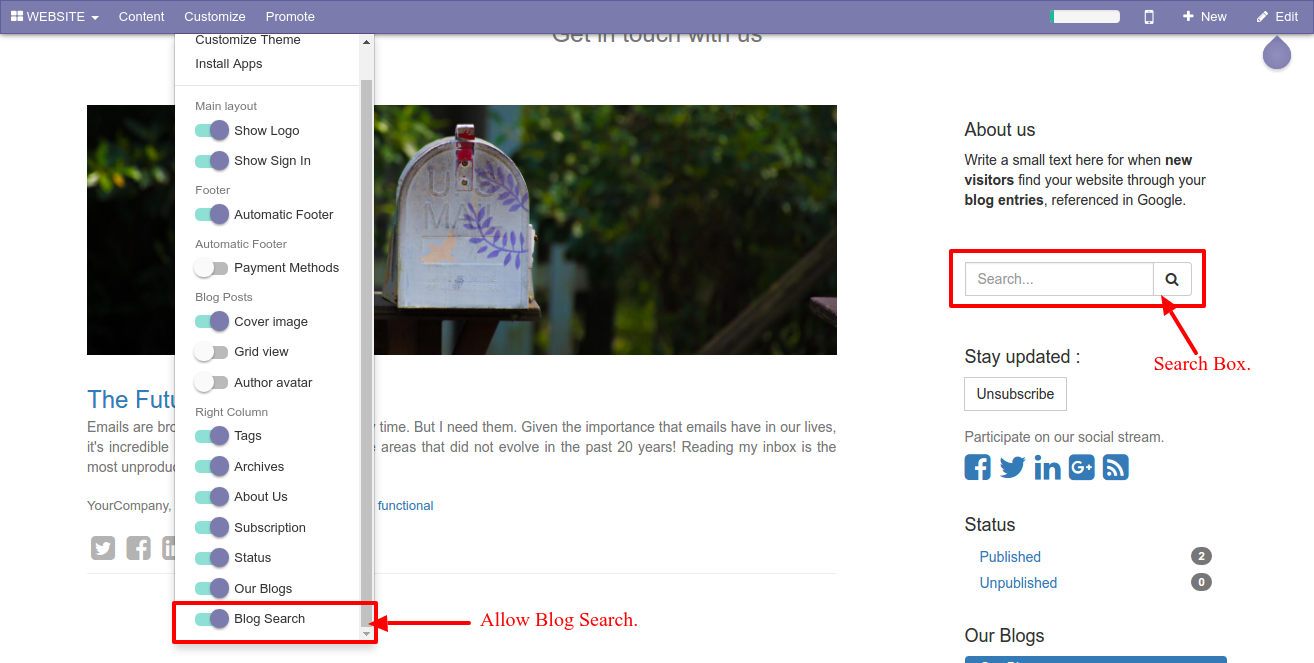 WEBSITE Content Customize Promote New Edit
Get in touch with us
Customize Theme
Install Apps
Main layout
Show Logo
Show Sign In
Footer
Automatic Footer
Automatic Footer
Payment Methods
Blog Posts
Cover image
Grid view
Author avatar
Right Column
Tags
Archives
About Us
Subscription
Status
Our Blogs
Blog Search
Allow Blog Search.
MAIL
The Futu
Emails are bro
time. But I need them. Given the importance that emails have in our lives,
it's incredible
areas that did not evolve in the past 20 years! Reading my inbox is the
most unproduc
YourCompany,
functional
About us
Write a small text here for when new
visitors find your website through your
blog entries, referenced in Google.
Search...
Search Box.
Stay updated :
Unsubscribe
Participate on our social stream.
Status
Published 2
Unpublished 0
Our Blogs